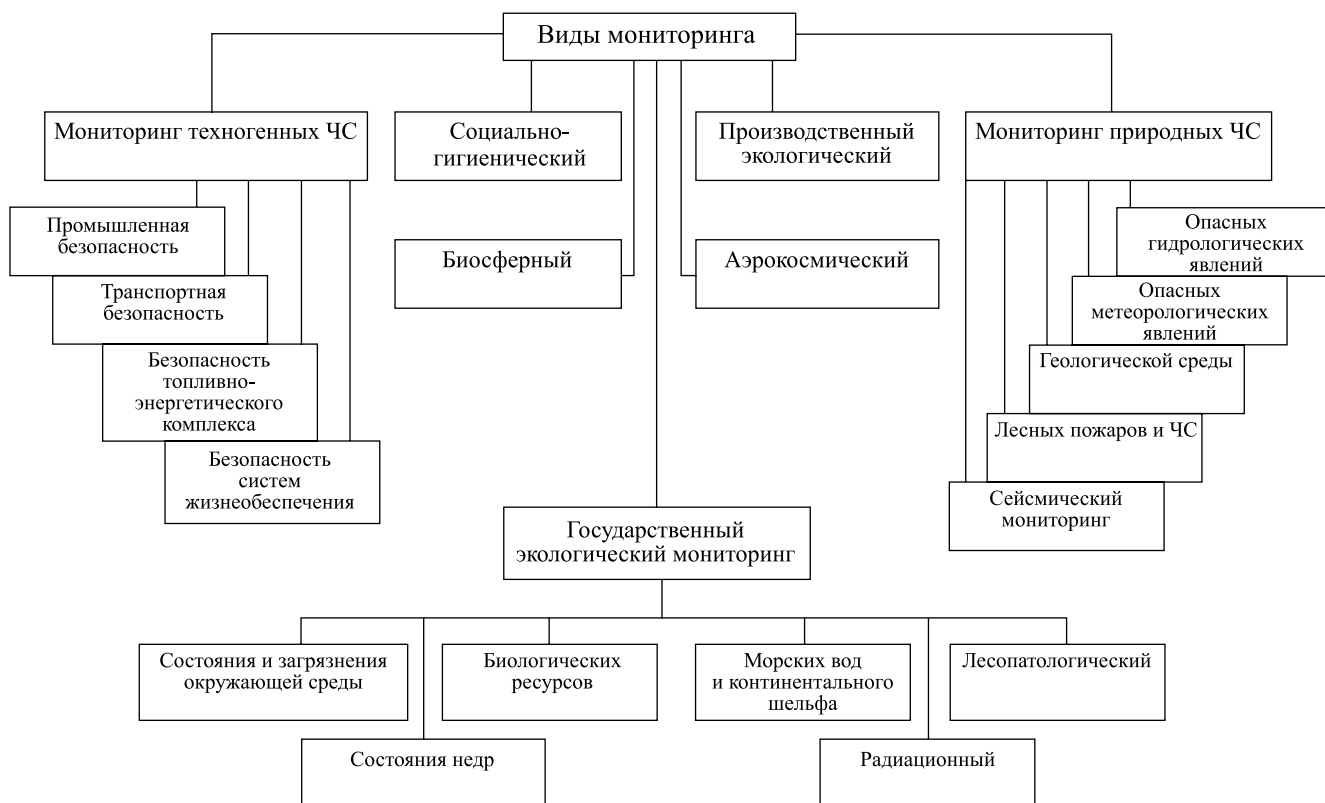 Виды мониторинга
Мониторинг техногенных ЧС
Социально-
гигиенический
Производственный
экологический
Мониторинг природных ЧС
Промышленная
безопасность
Транспортная
безопасность
Безопасность
топливно-
энергетического
комплекса
Безопасность
систем
жизнеобеспечения
Биосферный
Аэрокосмический
Опасных
гидрологических
явлений
Опасных
метеорологических
явлений
Геологической среды
Лесных пожаров и ЧС
Сейсмический
мониторинг
Государственный
экологический мониторинг
Состояния и загрязнения
окружающей среды
Биологических
ресурсов
Морских вод
и континентального
шельфа
Лесопатологический
Состояния недр
Радиационный